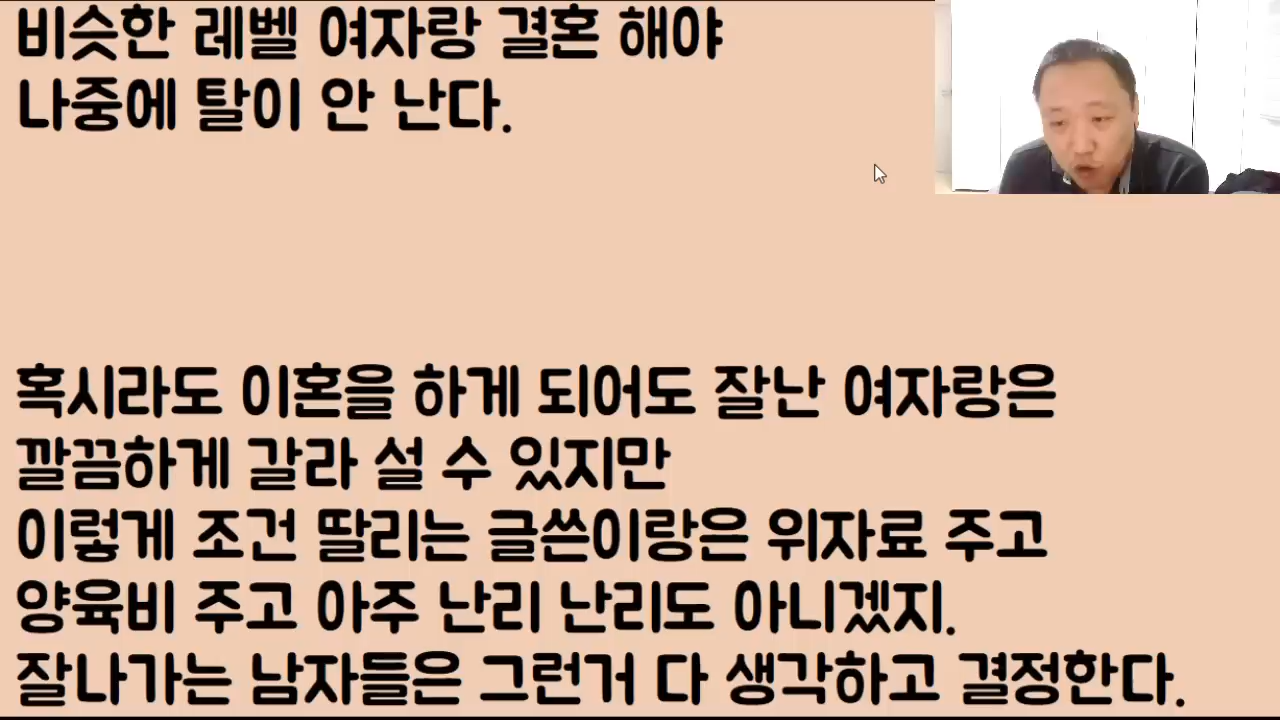 비슷한 레벨 여자랑 결혼 해야
나중에 탈이 안 난다.
혹시라도 이혼을 하게 되어도 잘난 여자랑은
깔끔하게 갈라 설 수 있지만
이렇게 조건 딸리는 글쓴이랑은 위자료 주고
양육비 주고 아주 난리 난리도 아니겠지.
잘나가는 남자들은 그런거 다 생각하고 결정한다.